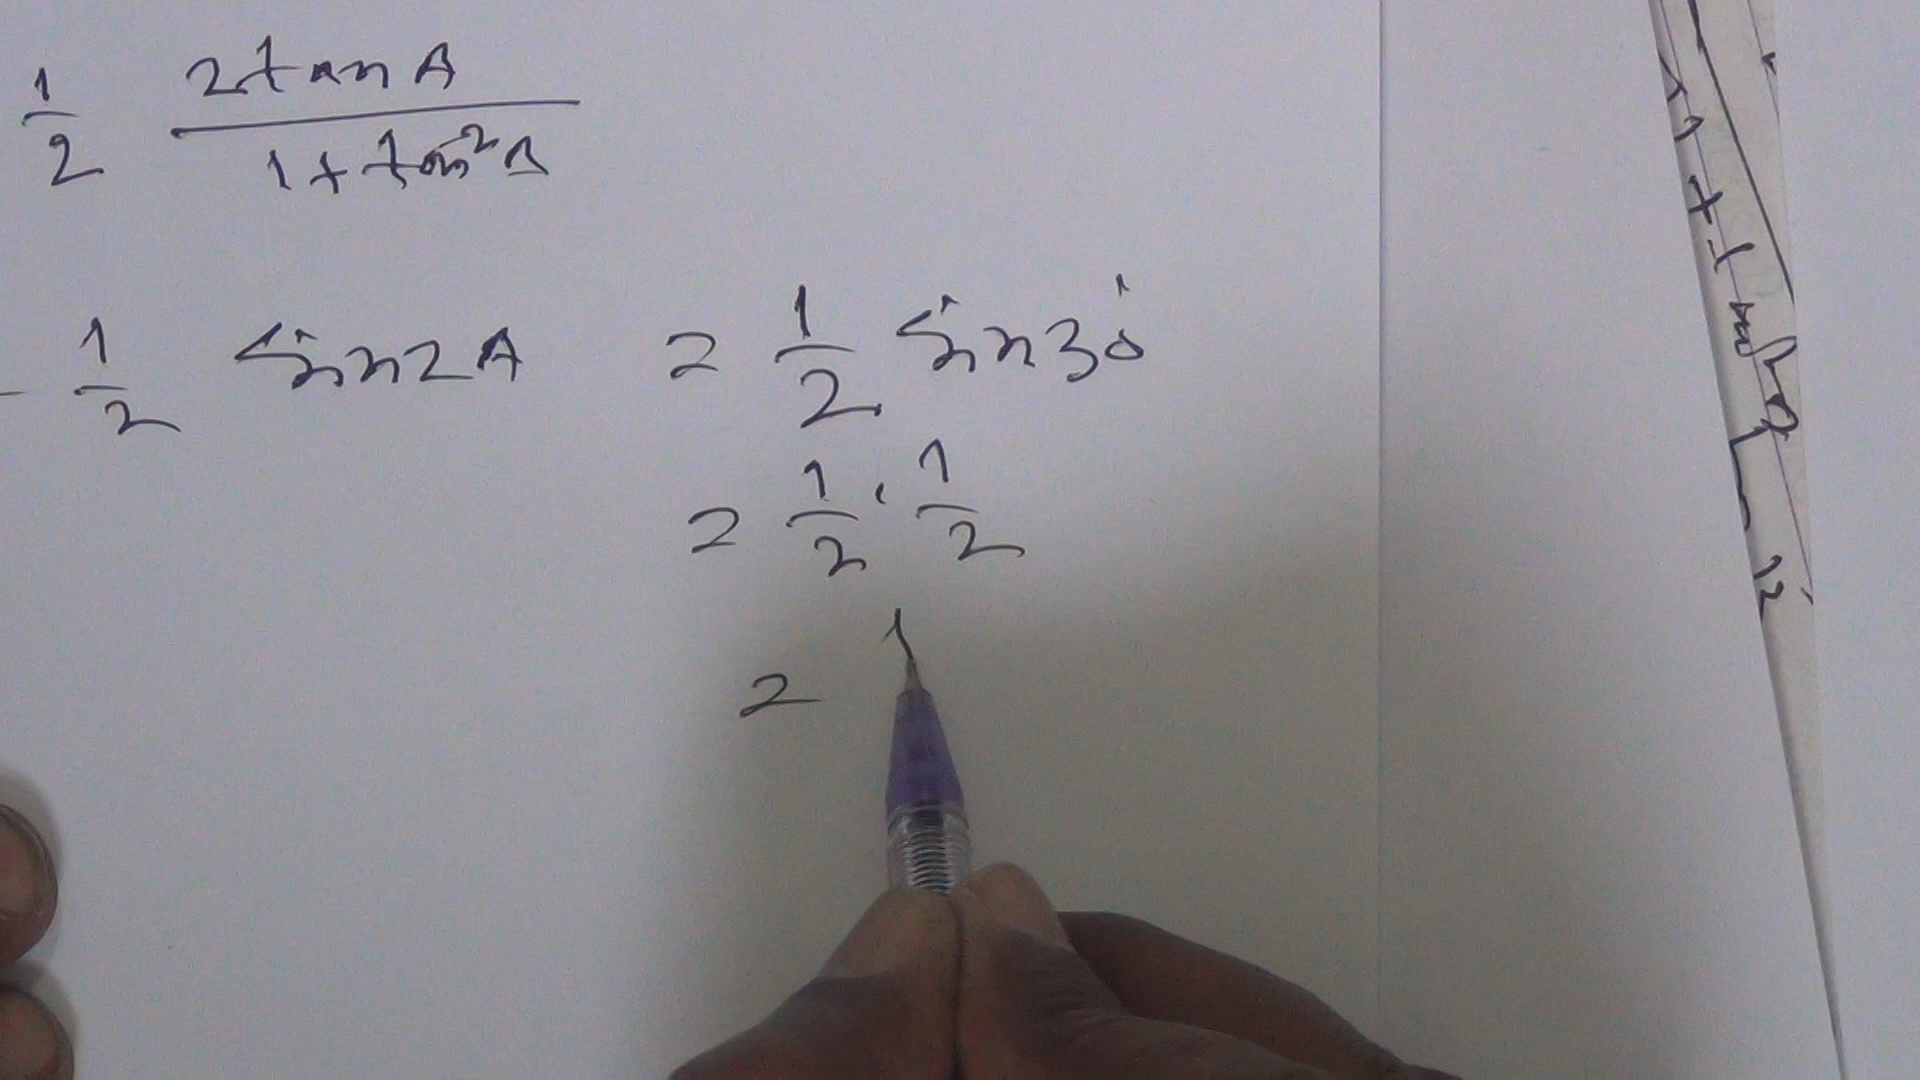 1/2 2tanA / 1+tan²A
= 1/2 sin2A = 1/2 sin30°
= 1/2 · 1/2
= 1